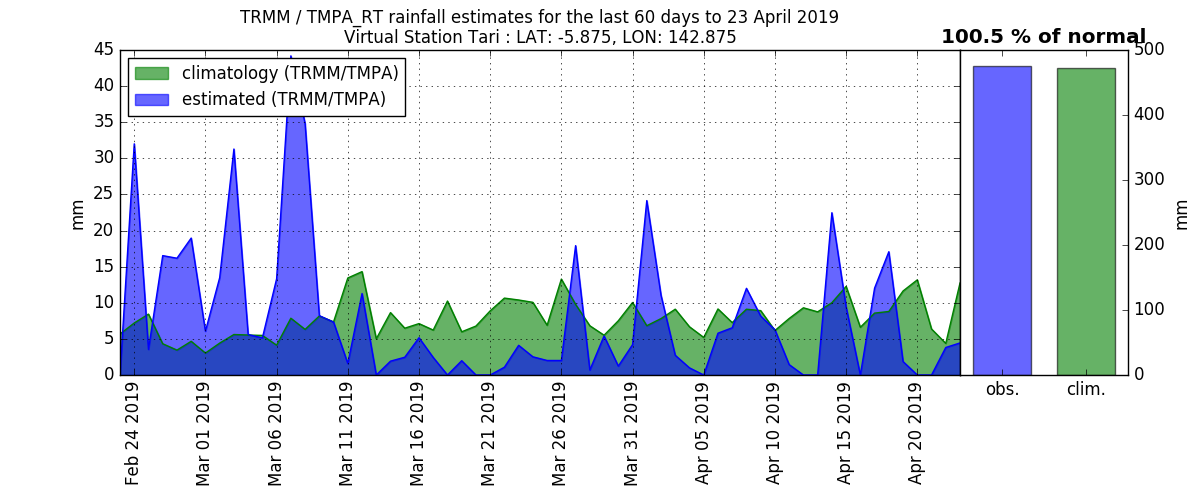 TRMM / TMPA_RT rainfall estimates for the last 60 days to 23 April 2019
Virtual Station Tari : LAT: -5.875, LON: 142.875
100.5 % of normal
climatology (TRMM/TMPA)
estimated (TRMM/TMPA)
mm
45
40
35
30
25
20
15
10
5
0
Feb 24 2019
Mar 01 2019
Mar 06 2019
Mar 11 2019
Mar 16 2019
Mar 21 2019
Mar 26 2019
Mar 31 2019
Apr 05 2019
Apr 10 2019
Apr 15 2019
Apr 20 2019
obs.
clim.
500
400
300
200
100
0
mm